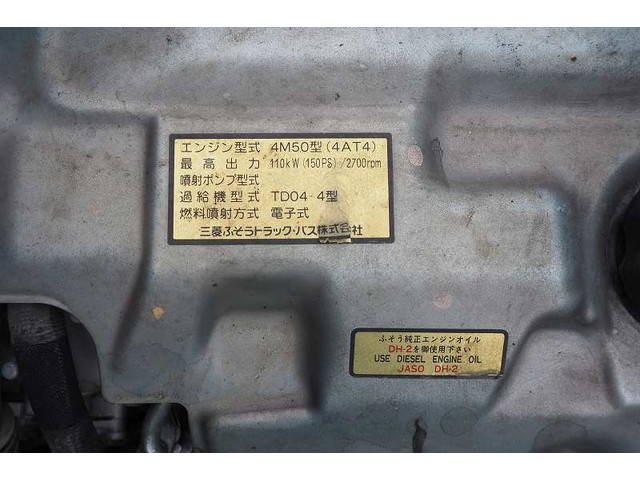 エンジン型式 4M50型(4AT4)
最高出力 110kW(150PS)/2700rpm
噴射ポンプ型式
過給機型式 TD04-4型
燃料噴射方式 電子式
三菱ふそうトラック・バス株式会社
ふそう純正エンジンオイル
DH-2を御使用下さい
USE DIESEL ENGINE OIL
JASO DH-2